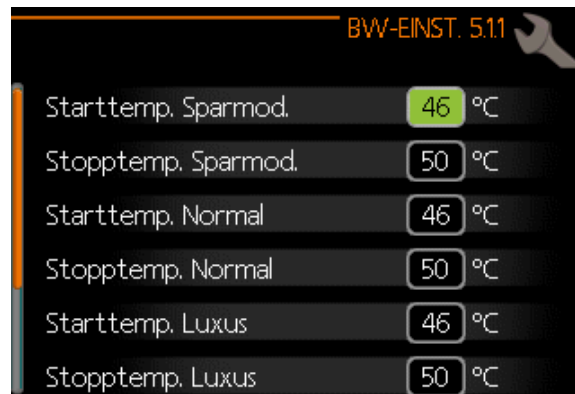 BW-EINST. 5.1.1
Starttemp. Sparmod. 46 °C
Stopptemp. Sparmod. 50 °C
Starttemp. Normal 46 °C
Stopptemp. Normal 50 °C
Starttemp. Luxus 46 °C
Stopptemp. Luxus 50 °C